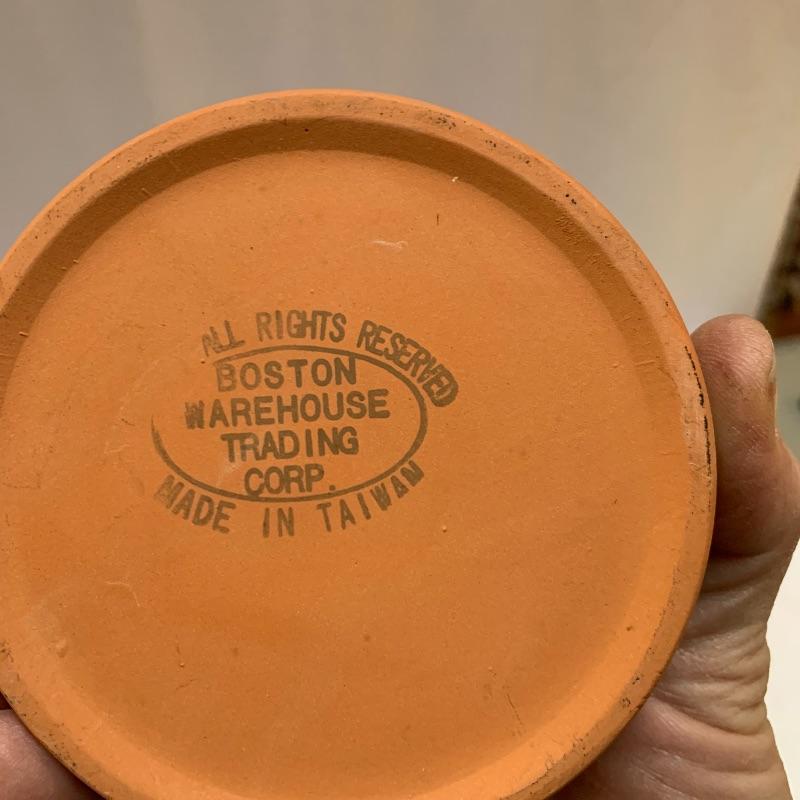 ALL RIGHTS RESERVED
BOSTON
WAREHOUSE
TRADING
CORP.
MADE IN TAIWAN